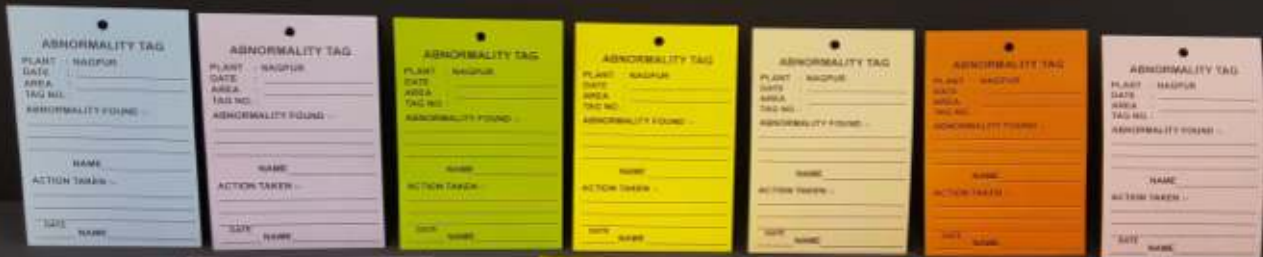 ABNORMALITY TAG
PLANT : NAGPUR
DATE :
AREA :
TAG NO. :
ABNORMALITY FOUND :-
NAME
ACTION TAKEN :-
DATE
NAME
ABNORMALITY TAG
PLANT : NAGPUR
DATE :
AREA :
TAG NO. :
ABNORMALITY FOUND :-
NAME
ACTION TAKEN :-
DATE
NAME
ABNORMALITY TAG
PLANT : NAGPUR
DATE :
AREA :
TAG NO. :
ABNORMALITY FOUND :-
NAME
ACTION TAKEN :-
DATE
NAME
ABNORMALITY TAG
PLANT : NAGPUR
DATE :
AREA :
TAG NO. :
ABNORMALITY FOUND :-
NAME
ACTION TAKEN :-
DATE
NAME
ABNORMALITY TAG
PLANT : NAGPUR
DATE :
AREA :
TAG NO. :
ABNORMALITY FOUND :-
NAME
ACTION TAKEN :-
DATE
NAME
ABNORMALITY TAG
PLANT : NAGPUR
DATE :
AREA :
TAG NO. :
ABNORMALITY FOUND :-
NAME
ACTION TAKEN :-
DATE
NAME
ABNORMALITY TAG
PLANT : NAGPUR
DATE :
AREA :
TAG NO. :
ABNORMALITY FOUND :-
NAME
ACTION TAKEN :-
DATE
NAME